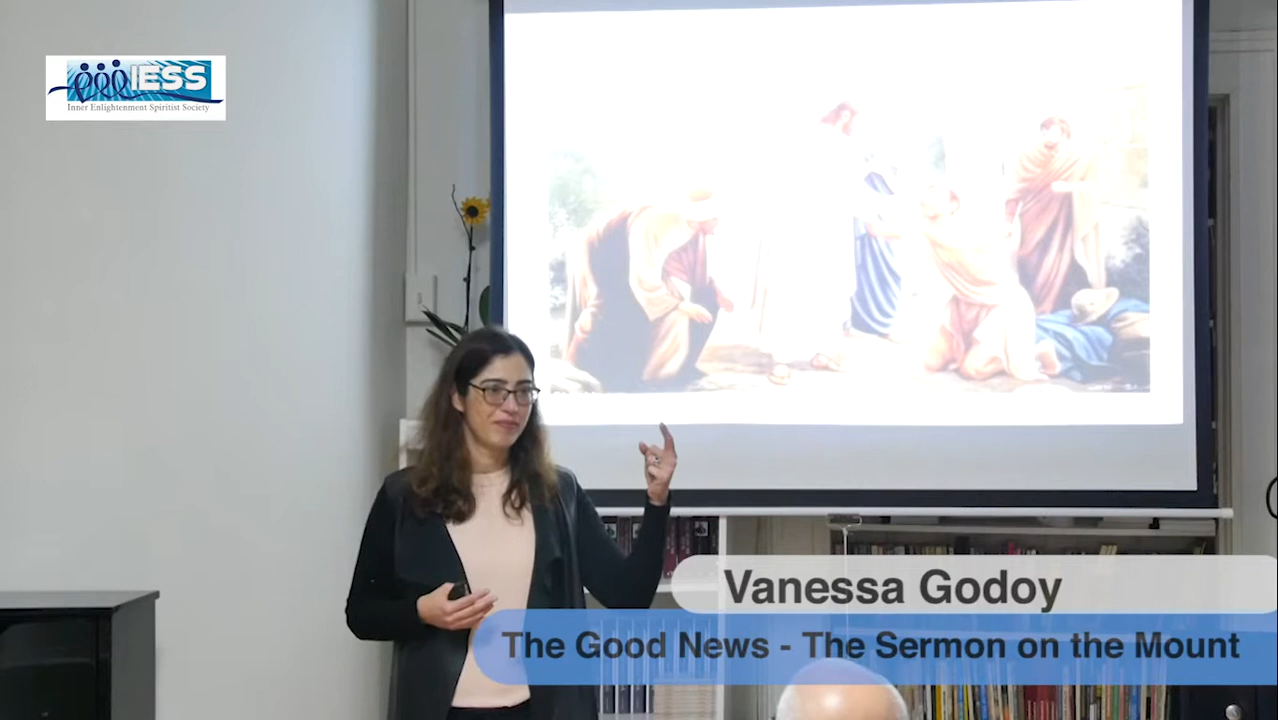 IESS
Inner Enlightenment Spiritist Society
Vanessa Godoy
The Good News - The Sermon on the Mount